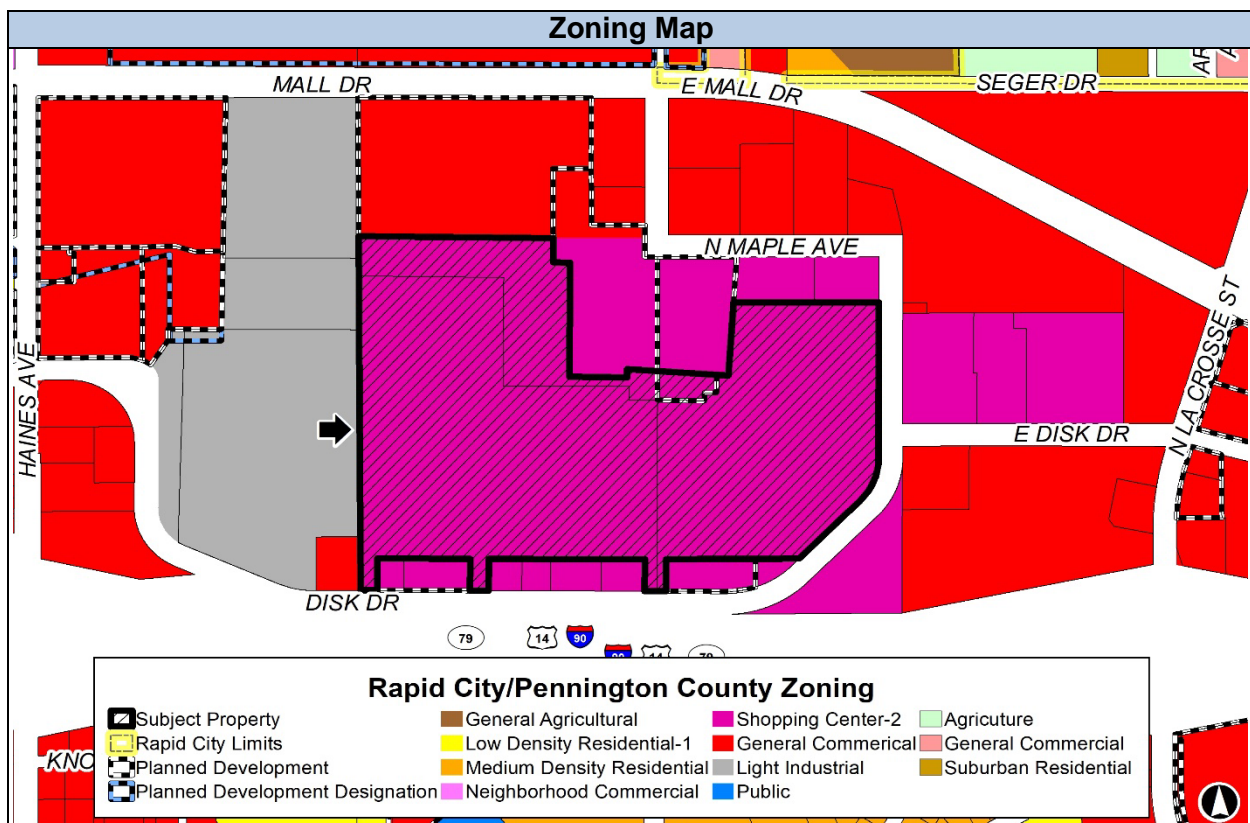 Zoning Map
MALL DR
E MALL DR
SEGER DR
N MAPLE AVE
HAINES AVE
N LA CROSSE ST
E DISK DR
DISK DR
79
14
90
14
79
Rapid City/Pennington County Zoning
Subject Property
Rapid City Limits
Planned Development
Planned Development Designation
General Agricultural
Low Density Residential-1
Medium Density Residential
Neighborhood Commercial
Shopping Center-2
General Commerical
Light Industrial
Public
Agricuture
General Commercial
Suburban Residential
KNO